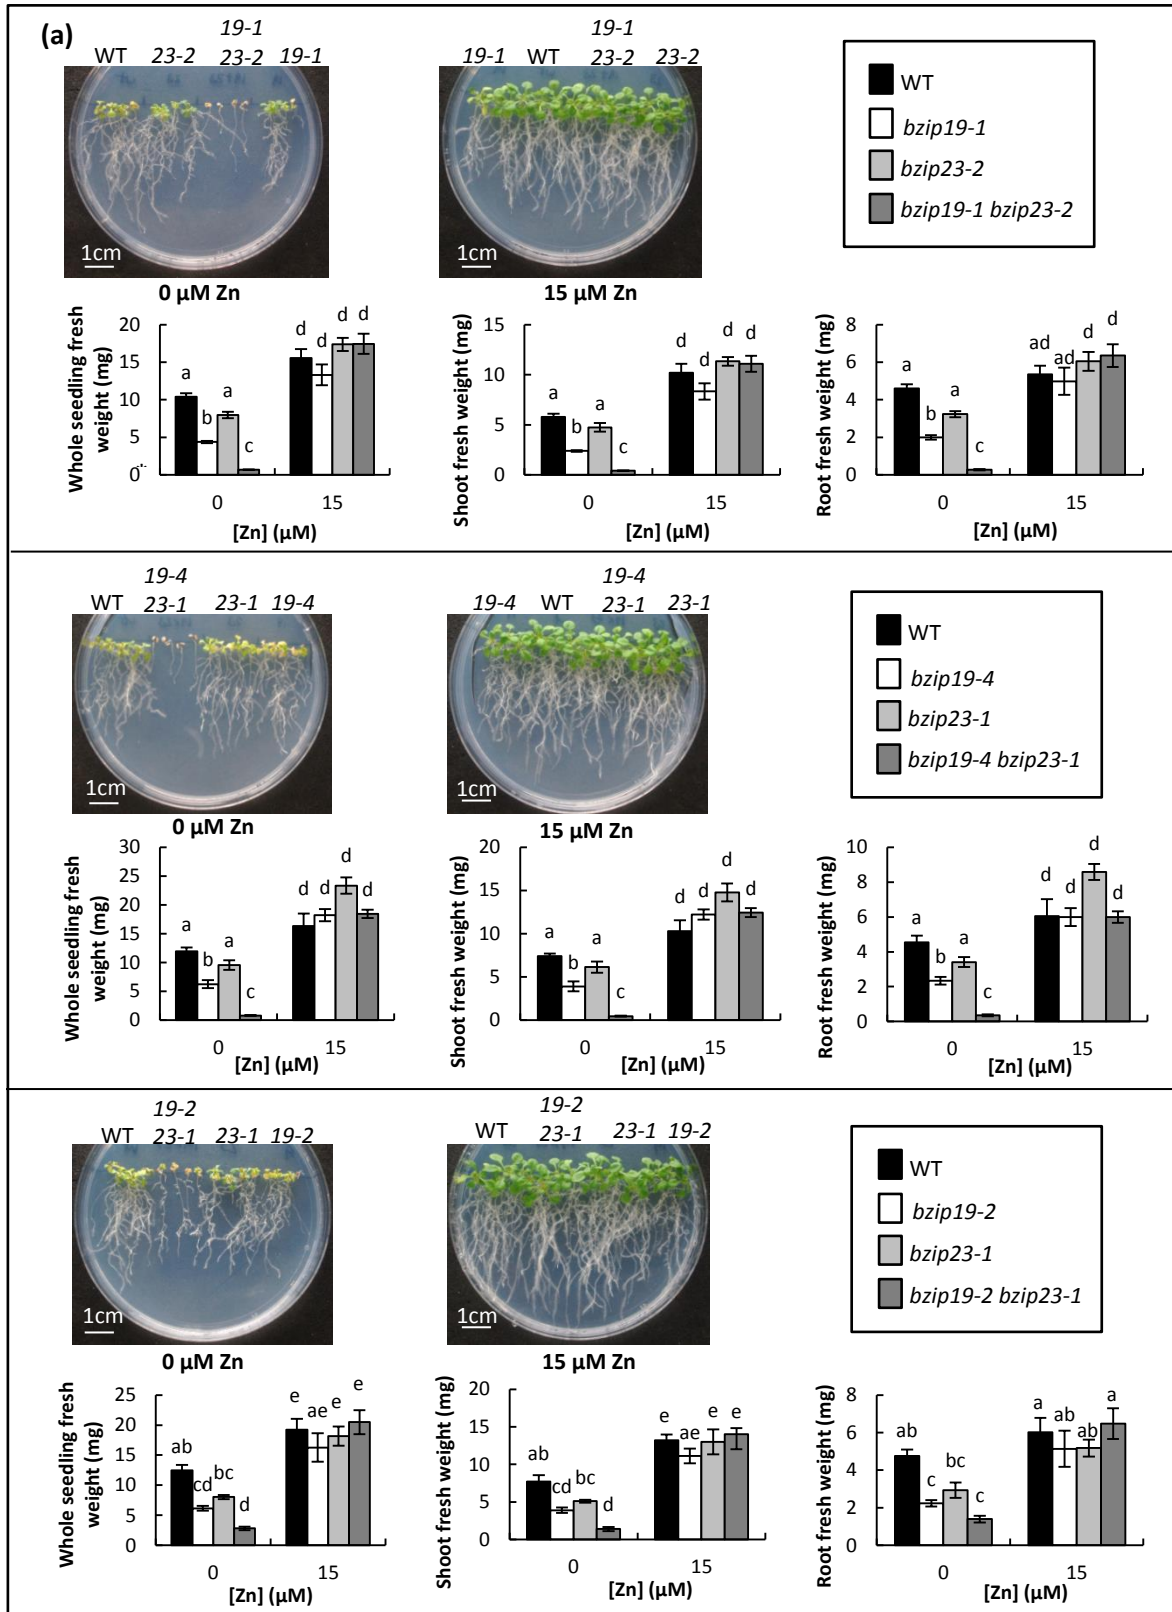 (a)
19-1
WT 23-2 23-2 19-1
19-1
19-1 WT 23-2 23-2
1cm
1cm
0 µM Zn
15 µM Zn
WT
bzip19-1
bzip23-2
bzip19-1 bzip23-2
Whole seedling fresh
weight (mg)
20
15
10
5
0
a b a c d d d d
0 15
[Zn] (µM)
Shoot fresh weight (mg)
15
10
5
0
a b a c d d d d
0 15
[Zn] (µM)
Root fresh weight (mg)
8
6
4
2
0
a b a c ad ad d d
0 15
[Zn] (µM)
19-4
WT 23-1 23-1 19-4
19-4
19-4 WT 23-1 23-1
1cm
1cm
0 µM Zn
15 µM Zn
WT
bzip19-4
bzip23-1
bzip19-4 bzip23-1
Whole seedling fresh
weight (mg)
30
25
20
15
10
5
0
a b a c d d d d
0 15
[Zn] (µM)
Shoot fresh weight (mg)
20
15
10
5
0
a b a c d d d d
0 15
[Zn] (µM)
Root fresh weight (mg)
10
8
6
4
2
0
a b a c d d d d
0 15
[Zn] (µM)
19-2
WT 23-1 23-1 19-2
19-2
WT 23-1 23-1 19-2
1cm
1cm
0 µM Zn
15 µM Zn
WT
bzip19-2
bzip23-1
bzip19-2 bzip23-1
Whole seedling fresh
weight (mg)
25
20
15
10
5
0
ab cd bc d e ae e e
0 15
[Zn] (µM)
Shoot fresh weight (mg)
20
15
10
5
0
ab cd bc d e ae e e
0 15
[Zn] (µM)
Root fresh weight (mg)
8
6
4
2
0
ab c bc c a ab ab a
0 15
[Zn] (µM)